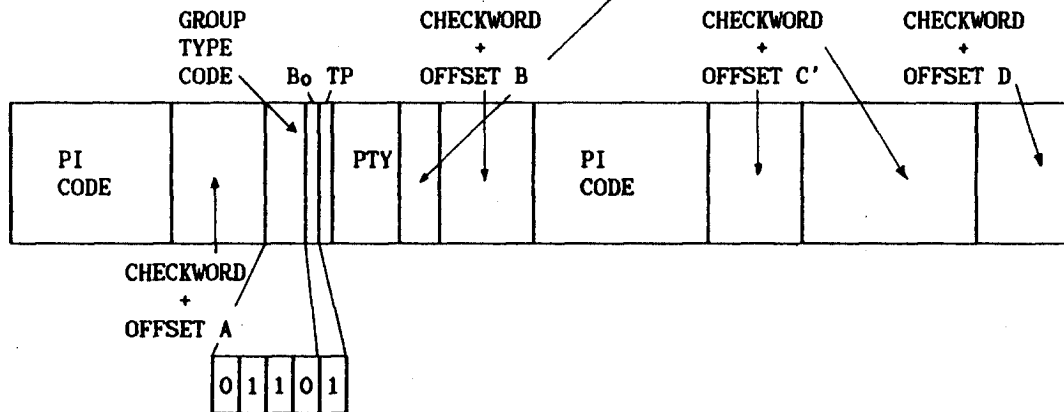 GROUP
TYPE
CODE
Bo TP
CHECKWORD
+
OFFSET B
CHECKWORD
+
OFFSET C'
CHECKWORD
+
OFFSET D
PI
CODE
PTY
PI
CODE
CHECKWORD
+
OFFSET A
0 1 1 0 1